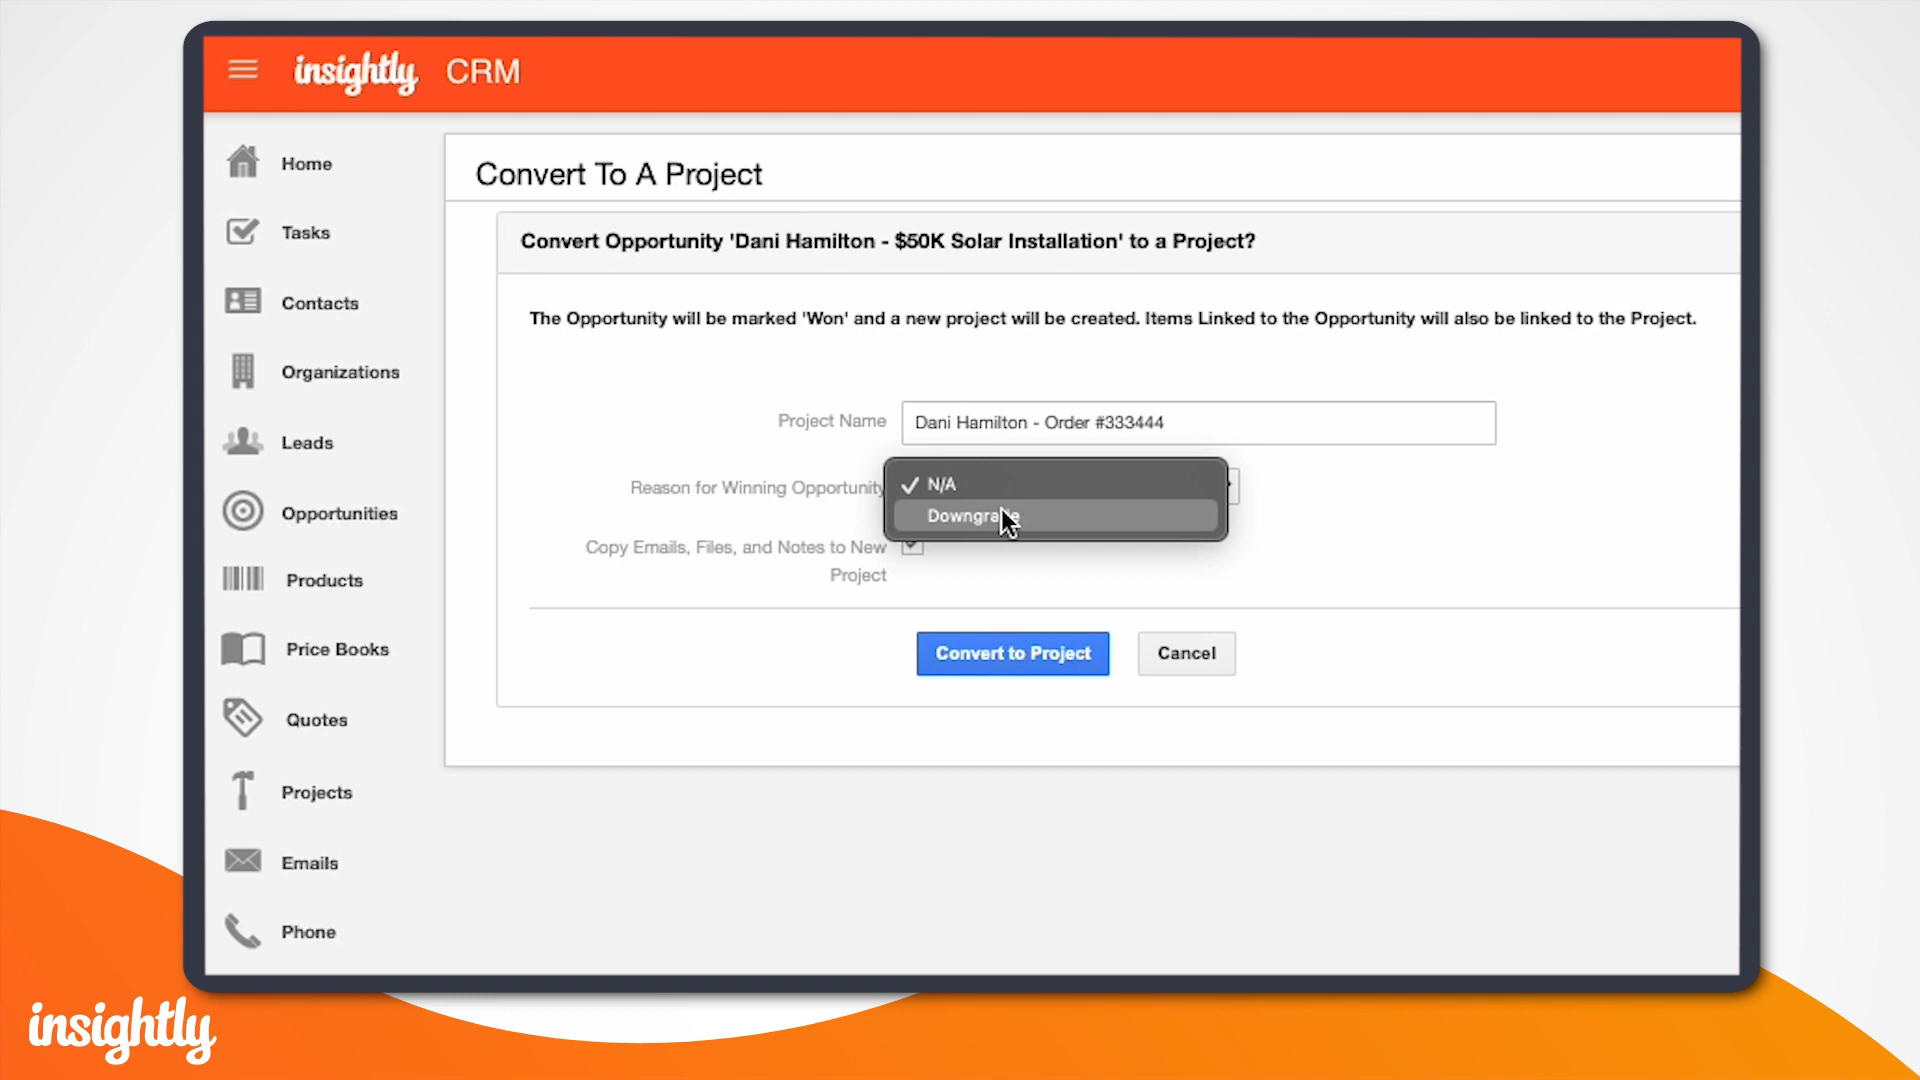 insightly CRM
Home
Tasks
Contacts
Organizations
Leads
Opportunities
Products
Price Books
Quotes
Projects
Emails
Phone
Convert To A Project
Convert Opportunity 'Dani Hamilton - $50K Solar Installation' to a Project?
The Opportunity will be marked 'Won' and a new project will be created. Items Linked to the Opportunity will also be linked to the Project.
Project Name
Dani Hamilton - Order #333444
Reason for Winning Opportunity
N/A
Downgrade
Copy Emails, Files, and Notes to New
Project
Convert to Project
Cancel
insightly